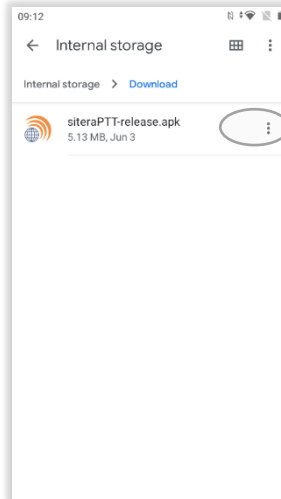 09:12
Internal storage
Internal storage > Download
siteraPTT-release.apk
5.13 MB, Jun 3